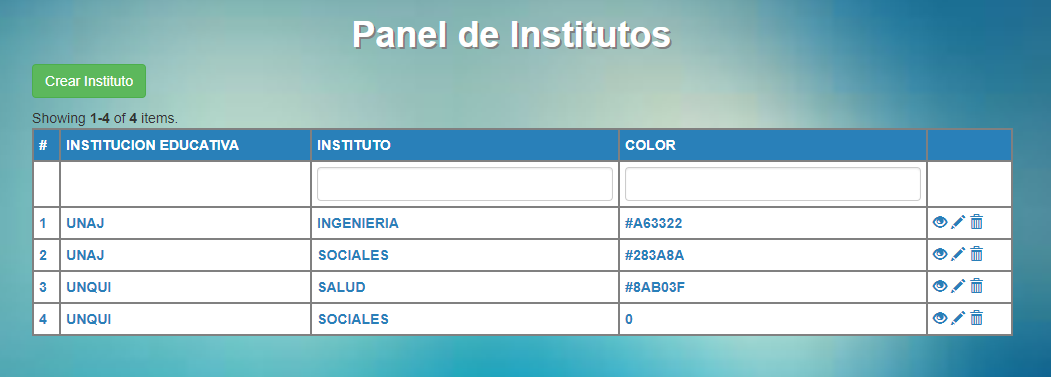 Panel de Institutos
Crear Instituto
Showing 1-4 of 4 items.
# INSTITUCION EDUCATIVA INSTITUTO COLOR
1 UNAJ INGENIERIA #A63322
2 UNAJ SOCIALES #283A8A
3 UNQUI SALUD #8AB03F
4 UNQUI SOCIALES 0